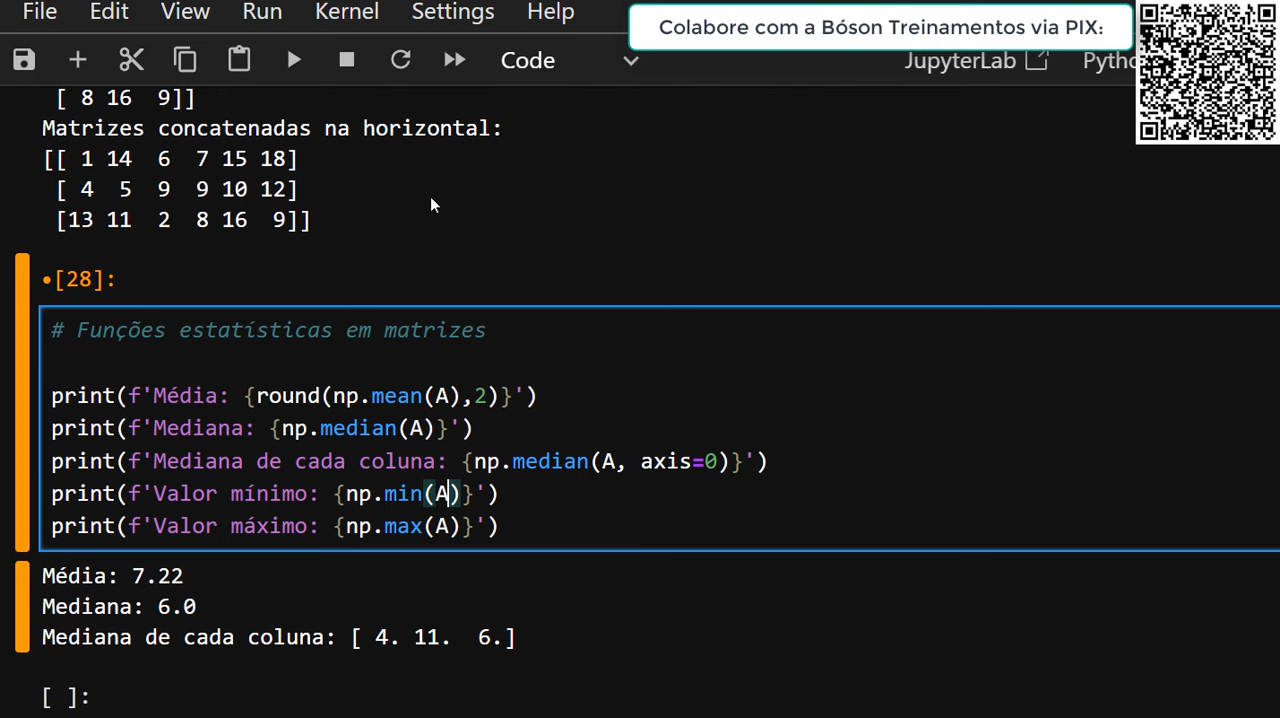 File Edit View Run Kernel Settings Help
Colabore com a Bóson Treinamentos via PIX:
Code
JupyterLab
Pytho
[ 8 16  9]]
Matrizes concatenadas na horizontal:
[[ 1 14  6  7 15 18]
[ 4  5  9  9 10 12]
[13 11  2  8 16  9]]
•[28]:
# Funções estatísticas em matrizes
print(f'Média: {round(np.mean(A),2)}')
print(f'Mediana: {np.median(A)}')
print(f'Mediana de cada coluna: {np.median(A, axis=0)}')
print(f'Valor mínimo: {np.min(A)}')
print(f'Valor máximo: {np.max(A)}')
Média: 7.22
Mediana: 6.0
Mediana de cada coluna: [ 4. 11.  6.]
[ ]: